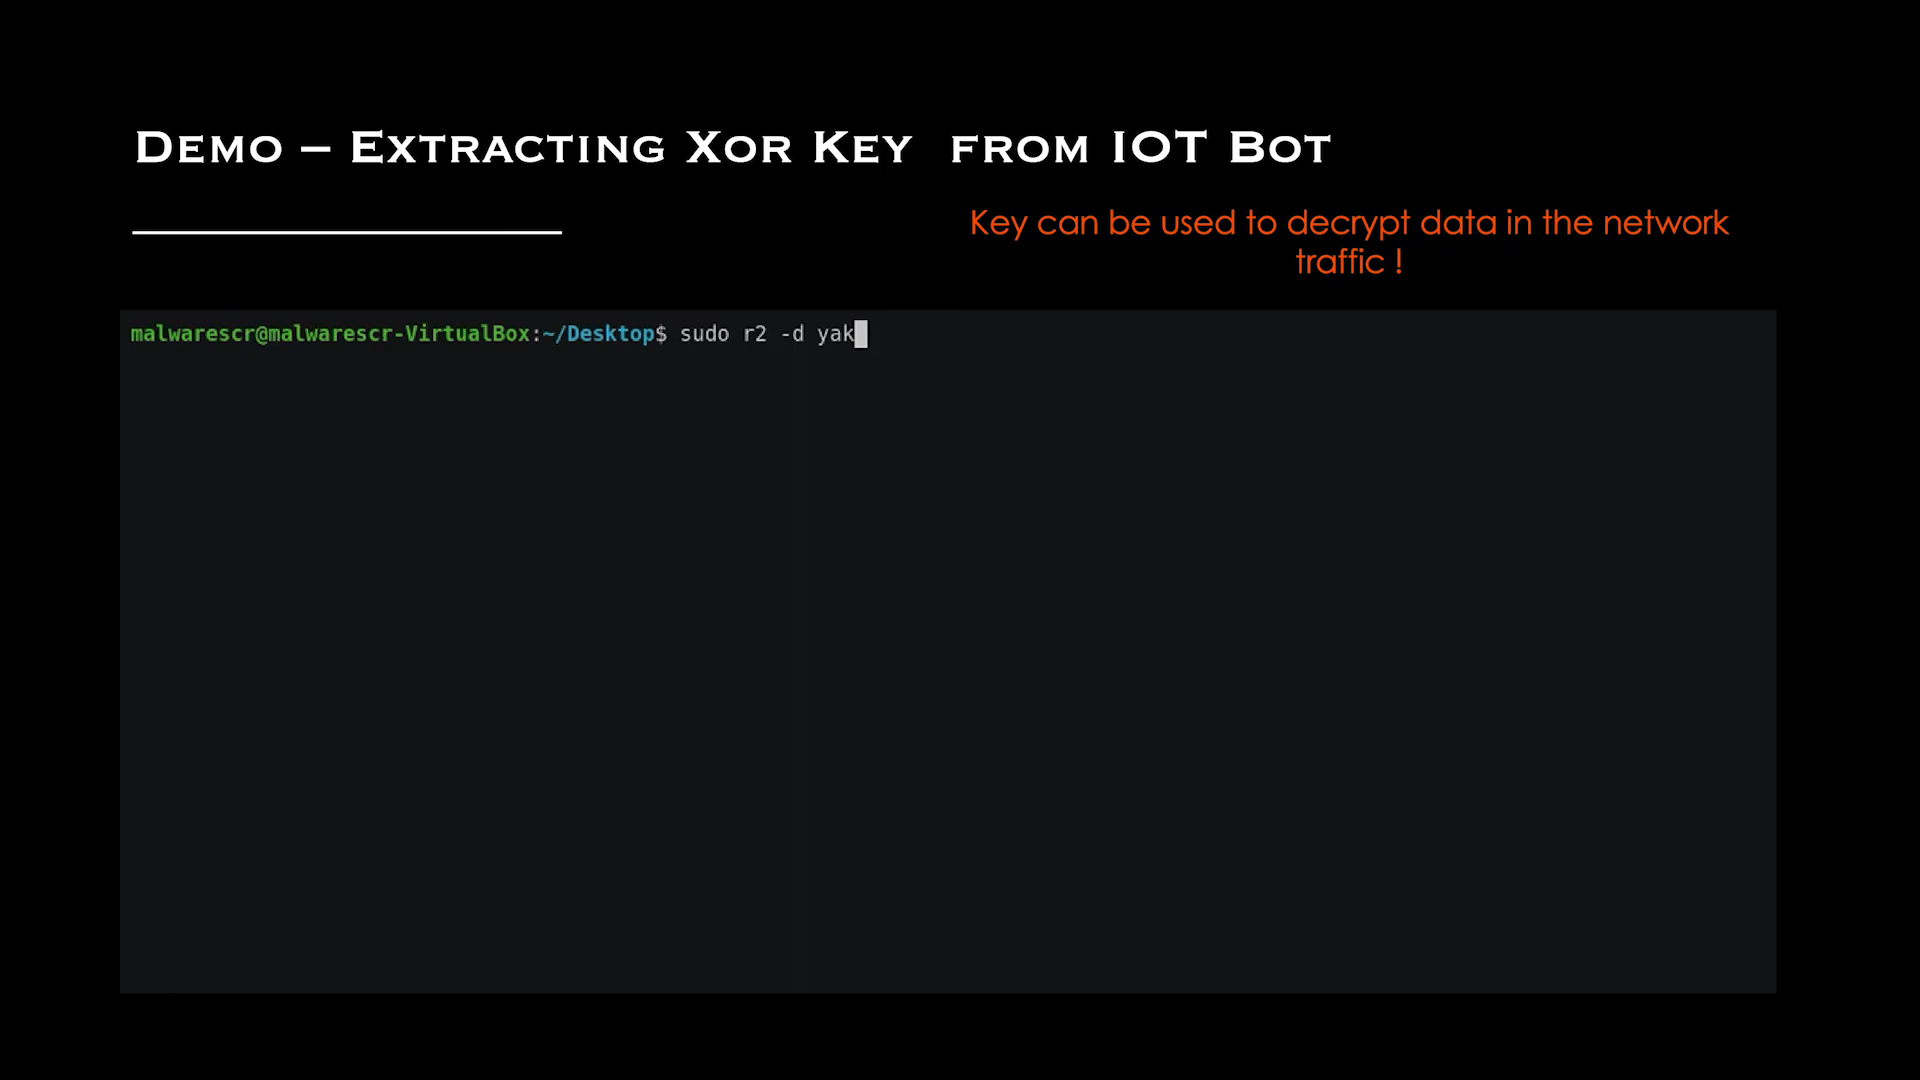 Demo – Extracting Xor Key from IOT Bot
Key can be used to decrypt data in the network
traffic !
malwarescr@malwarescr-VirtualBox:~/Desktop$ sudo r2 -d yak